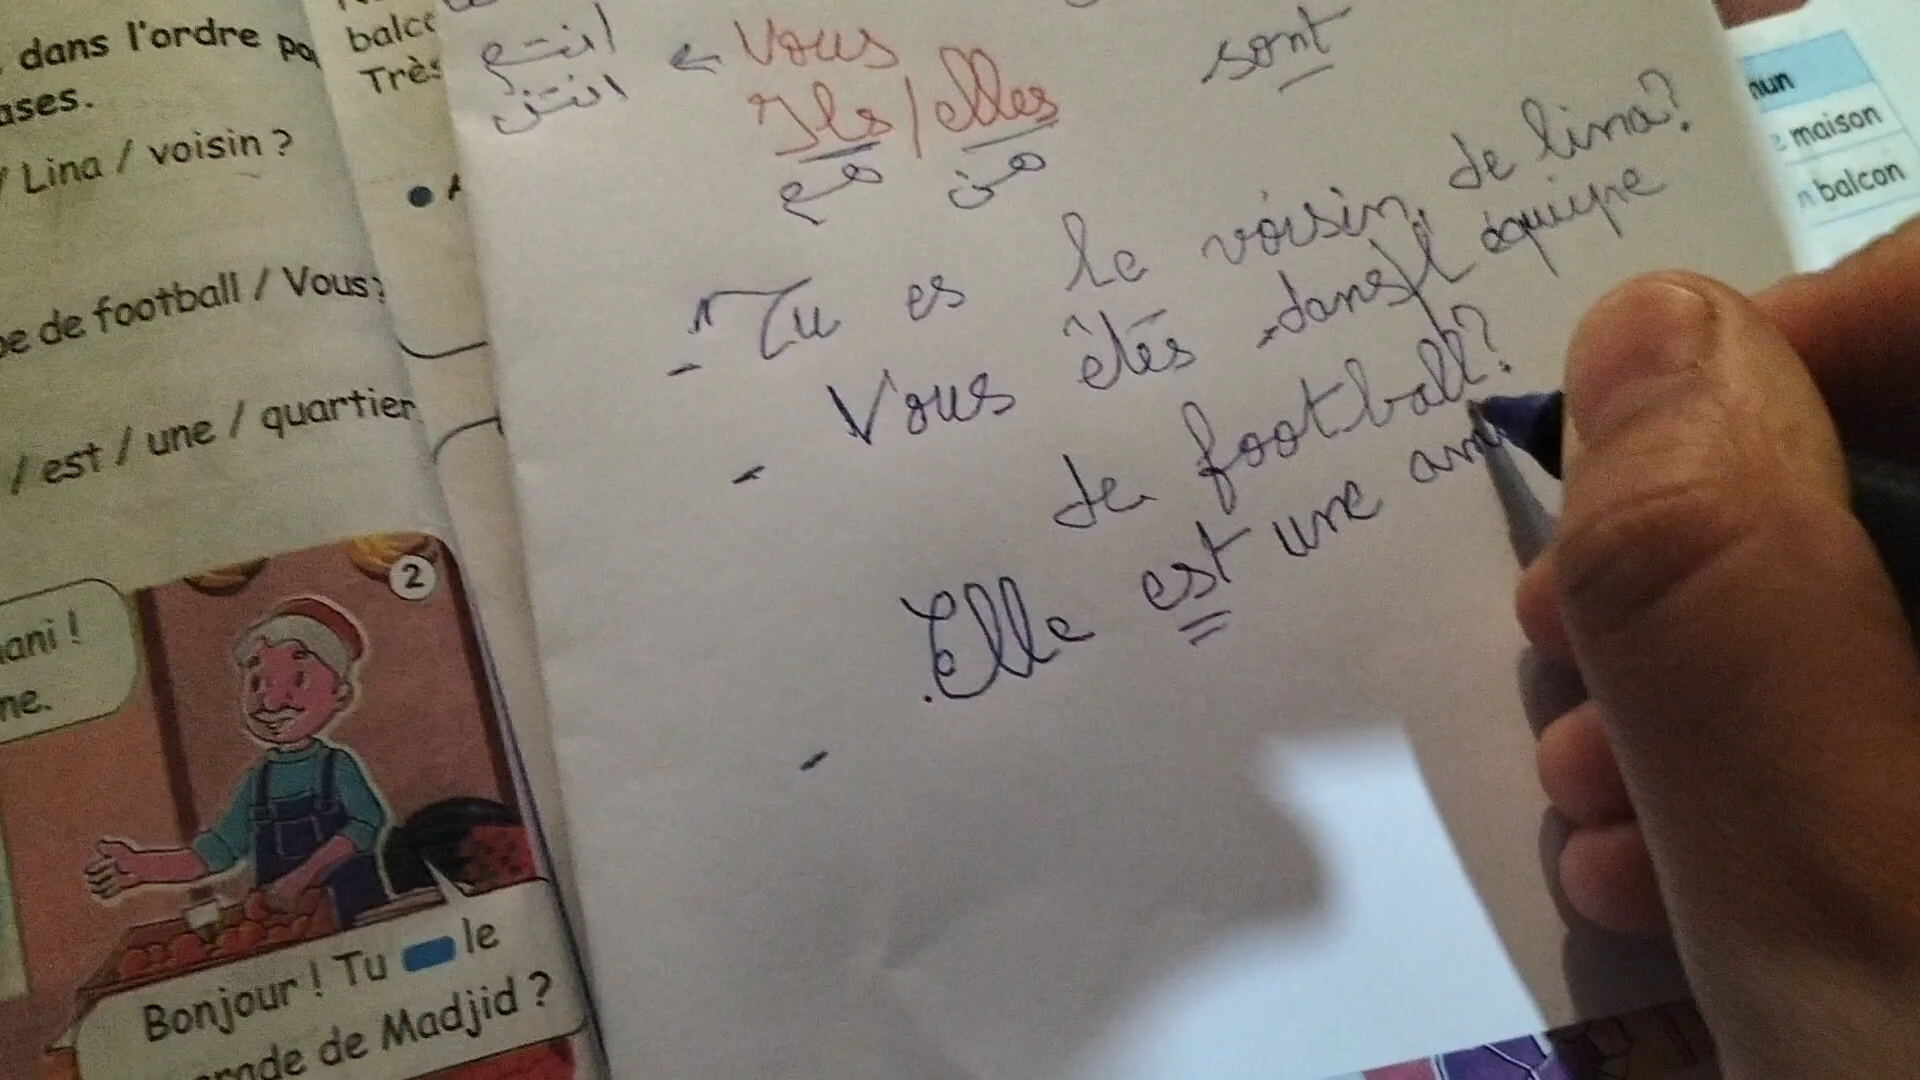 dans l'ordre
ases.
/ Lina / voisin ?
de football / Vous
/ est / une / quartier
balc
Très
انتم ← Vous
انتن
Ils / elles
هم هن
sont
- Tu es le voisin de lina?
- Vous êtes dans l'équipe
de football?
- Elle est une am
2
ani !
ne.
Bonjour ! Tu le
de Madjid ?
maison
balcon